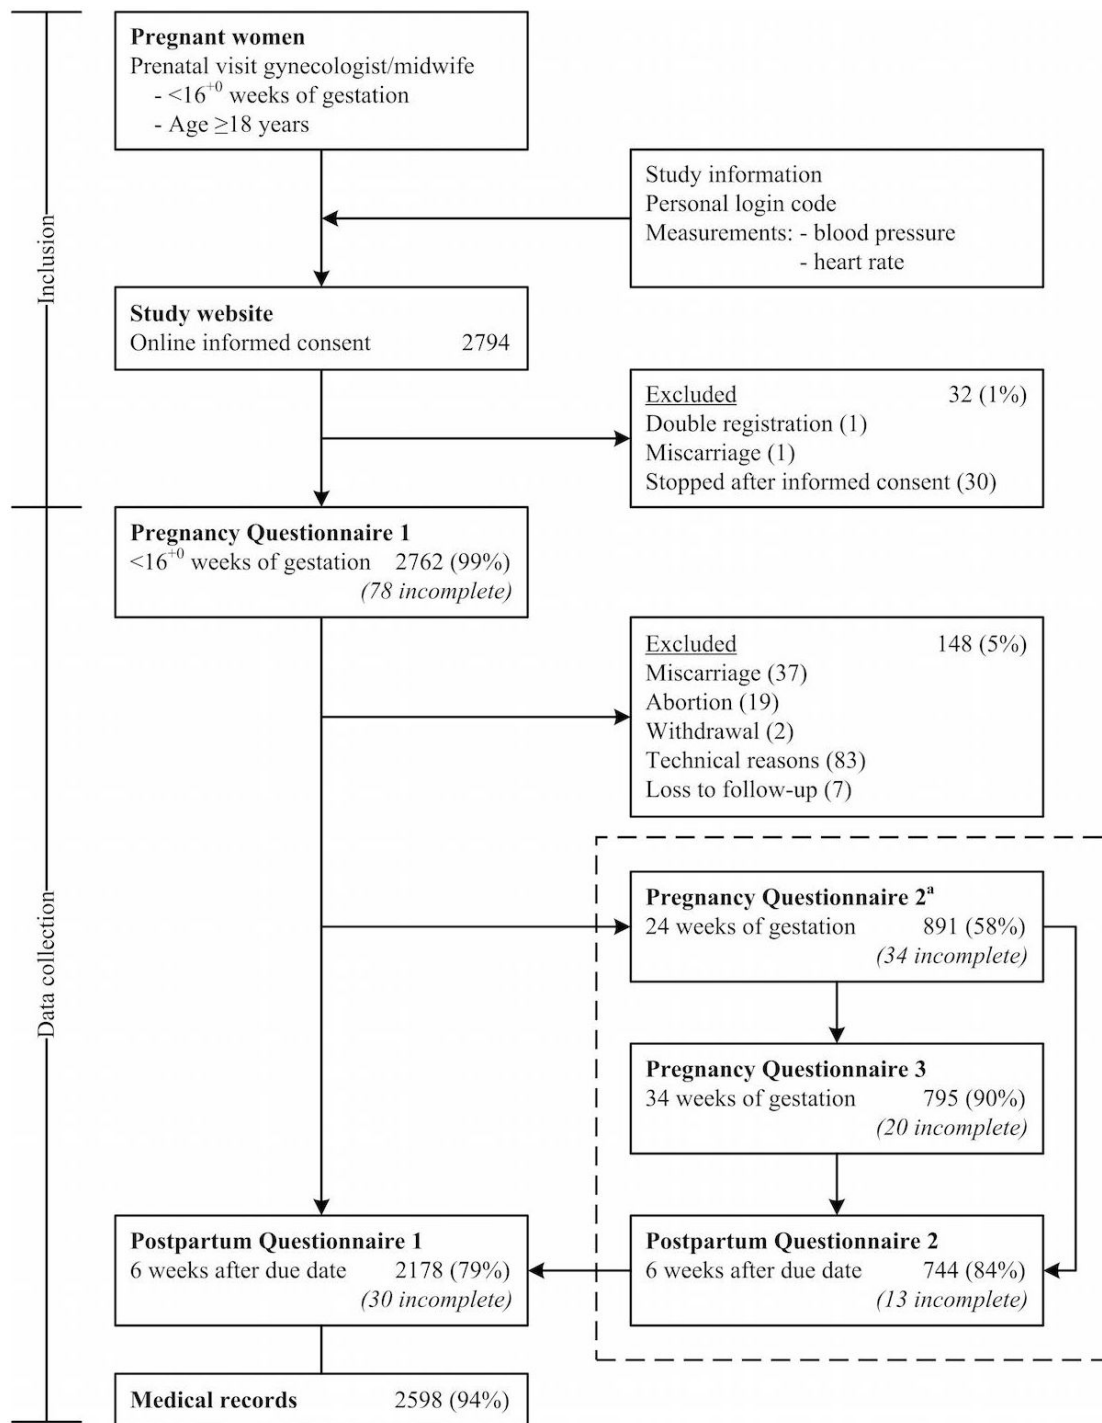 Pregnant women
Prenatal visit gynecologist/midwife
- <16⁺⁰ weeks of gestation
- Age ≥18 years
Study information
Personal login code
Measurements: - blood pressure
- heart rate
Inclusion
Study website
Online informed consent 2794
Excluded 32 (1%)
Double registration (1)
Miscarriage (1)
Stopped after informed consent (30)
Pregnancy Questionnaire 1
<16⁺⁰ weeks of gestation 2762 (99%)
(78 incomplete)
Excluded 148 (5%)
Miscarriage (37)
Abortion (19)
Withdrawal (2)
Technical reasons (83)
Loss to follow-up (7)
Data collection
Pregnancy Questionnaire 2ᵃ
24 weeks of gestation 891 (58%)
(34 incomplete)
Pregnancy Questionnaire 3
34 weeks of gestation 795 (90%)
(20 incomplete)
Postpartum Questionnaire 1
6 weeks after due date 2178 (79%)
(30 incomplete)
Postpartum Questionnaire 2
6 weeks after due date 744 (84%)
(13 incomplete)
Medical records 2598 (94%)